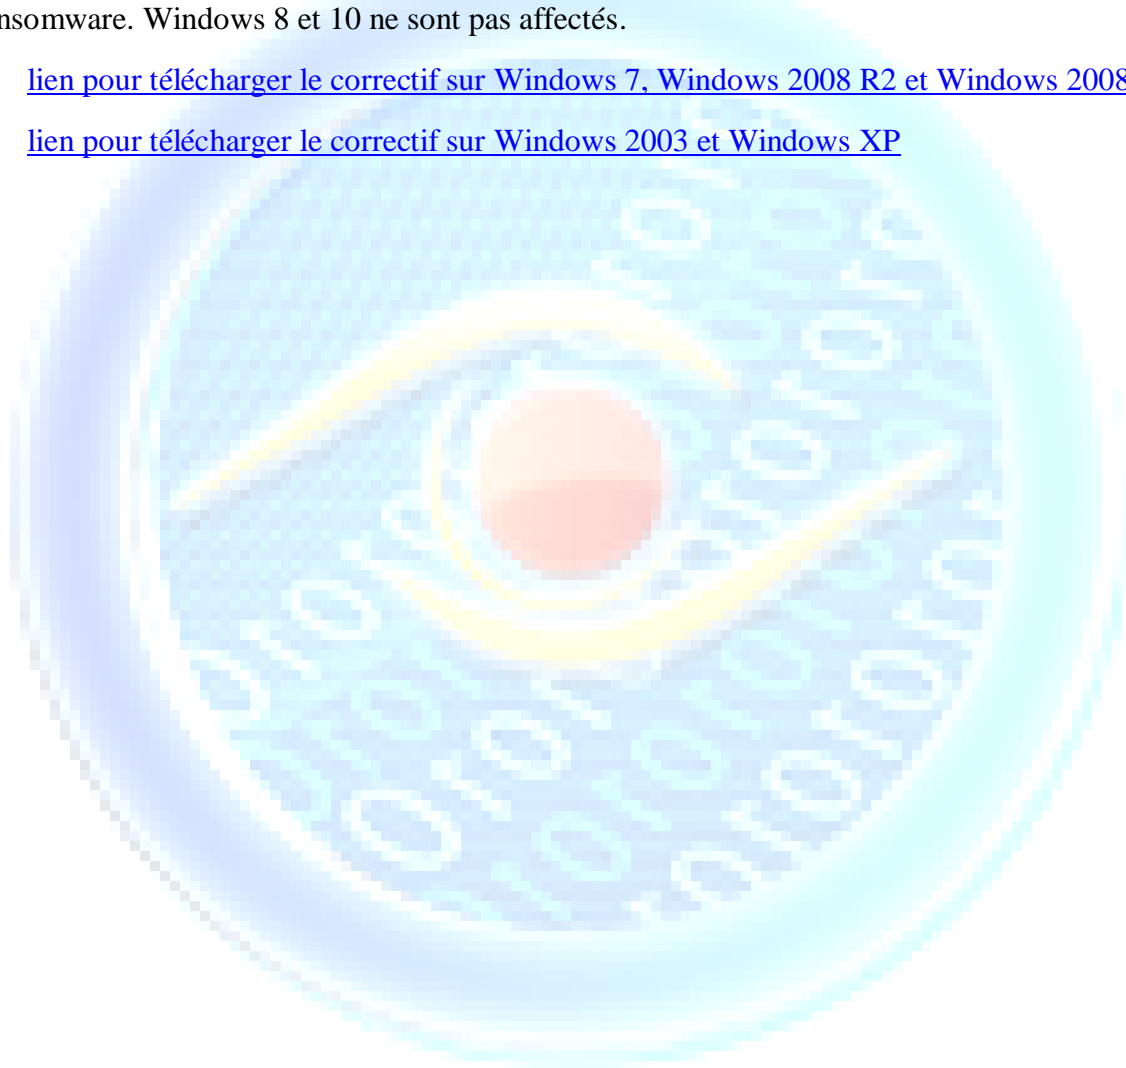 nsomware. Windows 8 et 10 ne sont pas affectés.
lien pour télécharger le correctif sur Windows 7, Windows 2008 R2 et Windows 2008
lien pour télécharger le correctif sur Windows 2003 et Windows XP